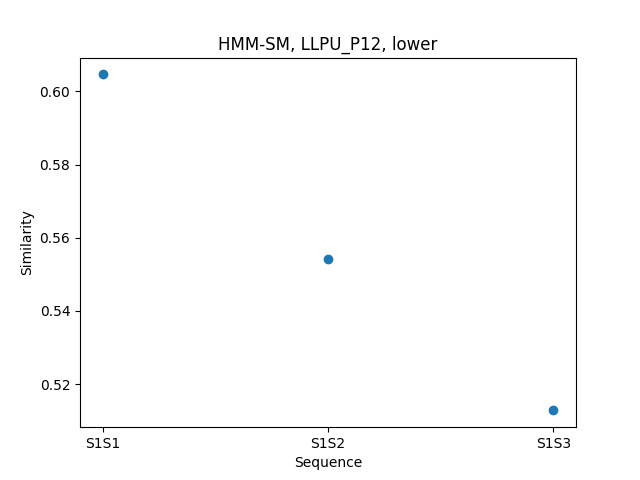 HMM-SM, LLPU_P12, lower
0.60
0.58
0.56
0.54
0.52
Similarity
S1S1 S1S2 S1S3
Sequence